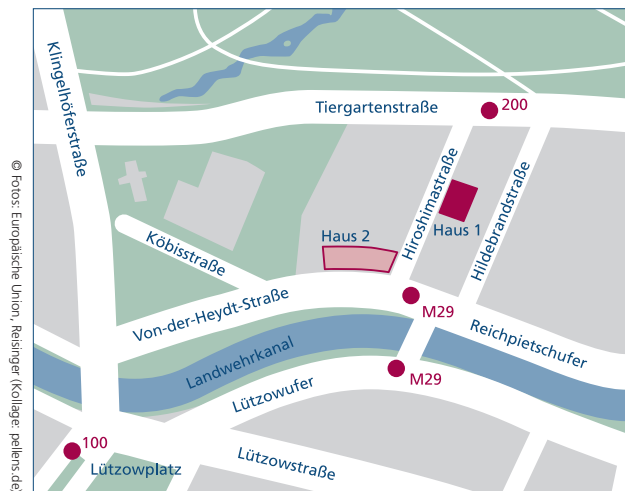 Klingelhöferstraße
Tiergartenstraße
200
Hiroshimastraße
Hildebrandstraße
Haus 1
Haus 2
Köbisstraße
Von-der-Heydt-Straße
M29
Reichpietschufer
Landwehrkanal
M29
Lützowufer
100
Lützowplatz
Lützowstraße
© Fotos: Europäische Union, Reisinger (Kollage: pellens.de)